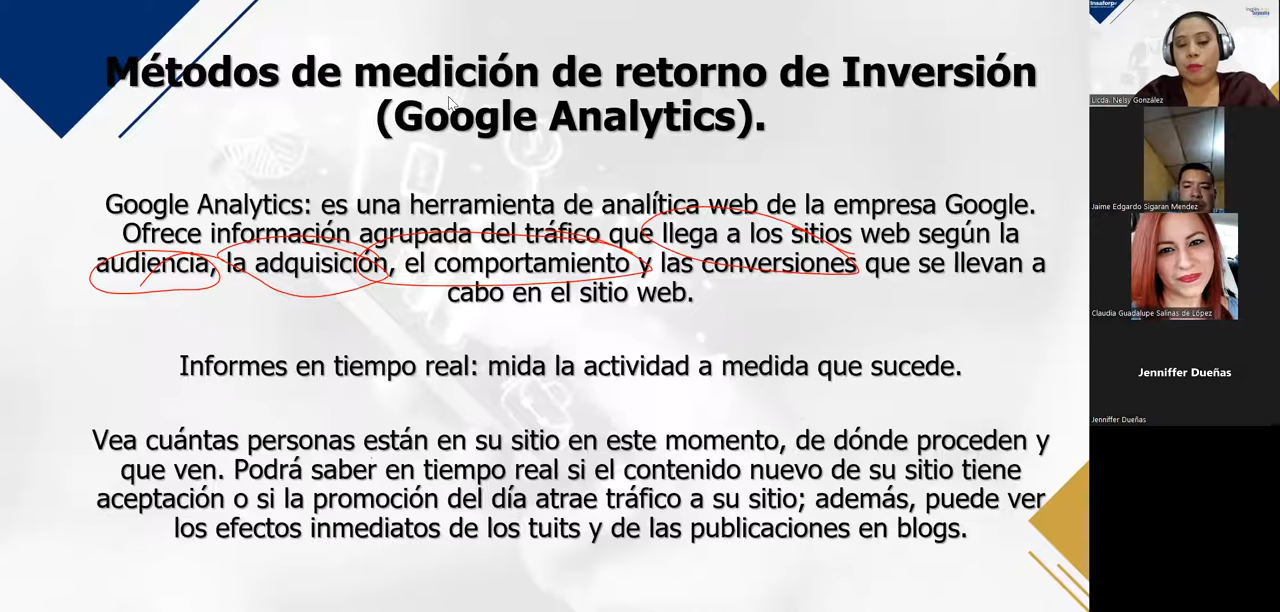 Métodos de medición de retorno de Inversión
(Google Analytics).
Google Analytics: es una herramienta de analítica web de la empresa Google.
Ofrece información agrupada del tráfico que llega a los sitios web según la
audiencia, la adquisición, el comportamiento y las conversiones que se llevan a
cabo en el sitio web.
Informes en tiempo real: mida la actividad a medida que sucede.
Vea cuántas personas están en su sitio en este momento, de dónde proceden y
que ven. Podrá saber en tiempo real si el contenido nuevo de su sitio tiene
aceptación o si la promoción del día atrae tráfico a su sitio; además, puede ver
los efectos inmediatos de los tuits y de las publicaciones en blogs.
Insaforp
Licda. Nelsy González
Jaime Edgardo Sigaran Mendez
Claudia Guadalupe Salinas de López
Jenniffer Dueñas
Jenniffer Dueñas